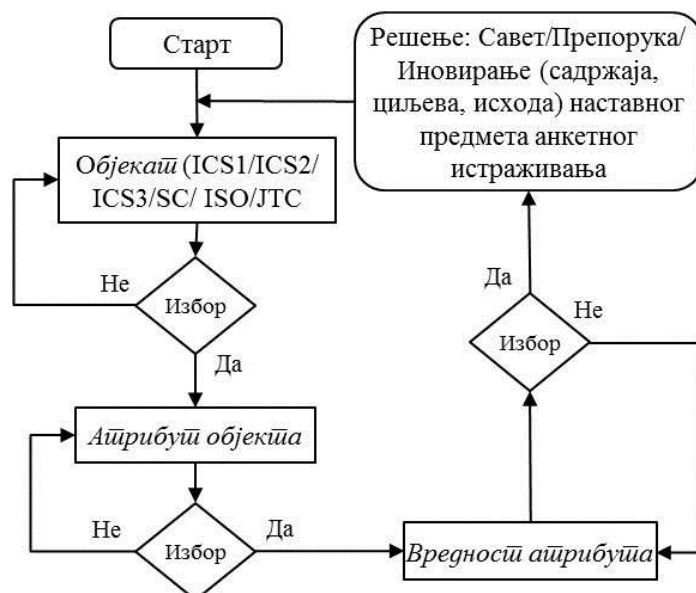 Старт
Објекат (ICS1/ICS2/
ICS3/SC/ ISO/JTC
Не
Избор
Да
Атрибут објекта
Не
Избор
Да
Вредност атрибута
Да
Не
Избор
Решење: Савет/Препорука/
Иновирање (садржаја,
циљева, исхода) наставног
предмета анкетног
истраживања